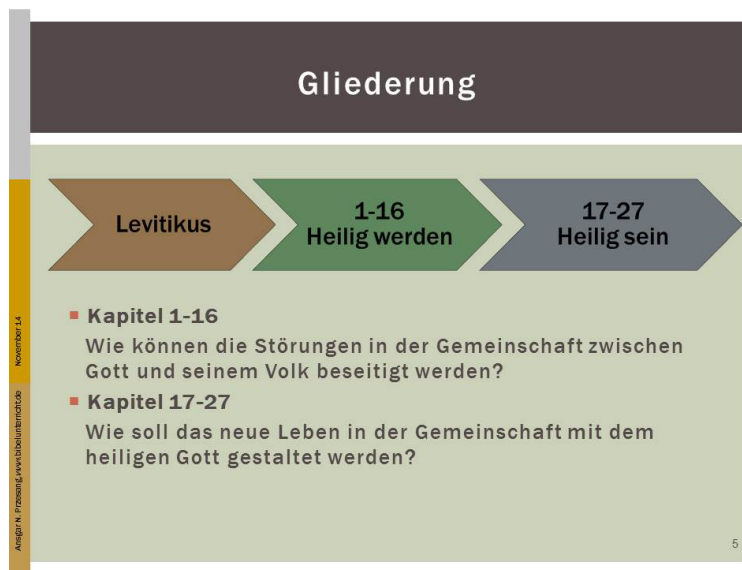 Gliederung
Levitikus
1-16
Heilig werden
17-27
Heilig sein
Kapitel 1-16
Wie können die Störungen in der Gemeinschaft zwischen
Gott und seinem Volk beseitigt werden?
Kapitel 17-27
Wie soll das neue Leben in der Gemeinschaft mit dem
heiligen Gott gestaltet werden?
November 14
Ansgar N. Przesang, www.bibelunterricht.de
5